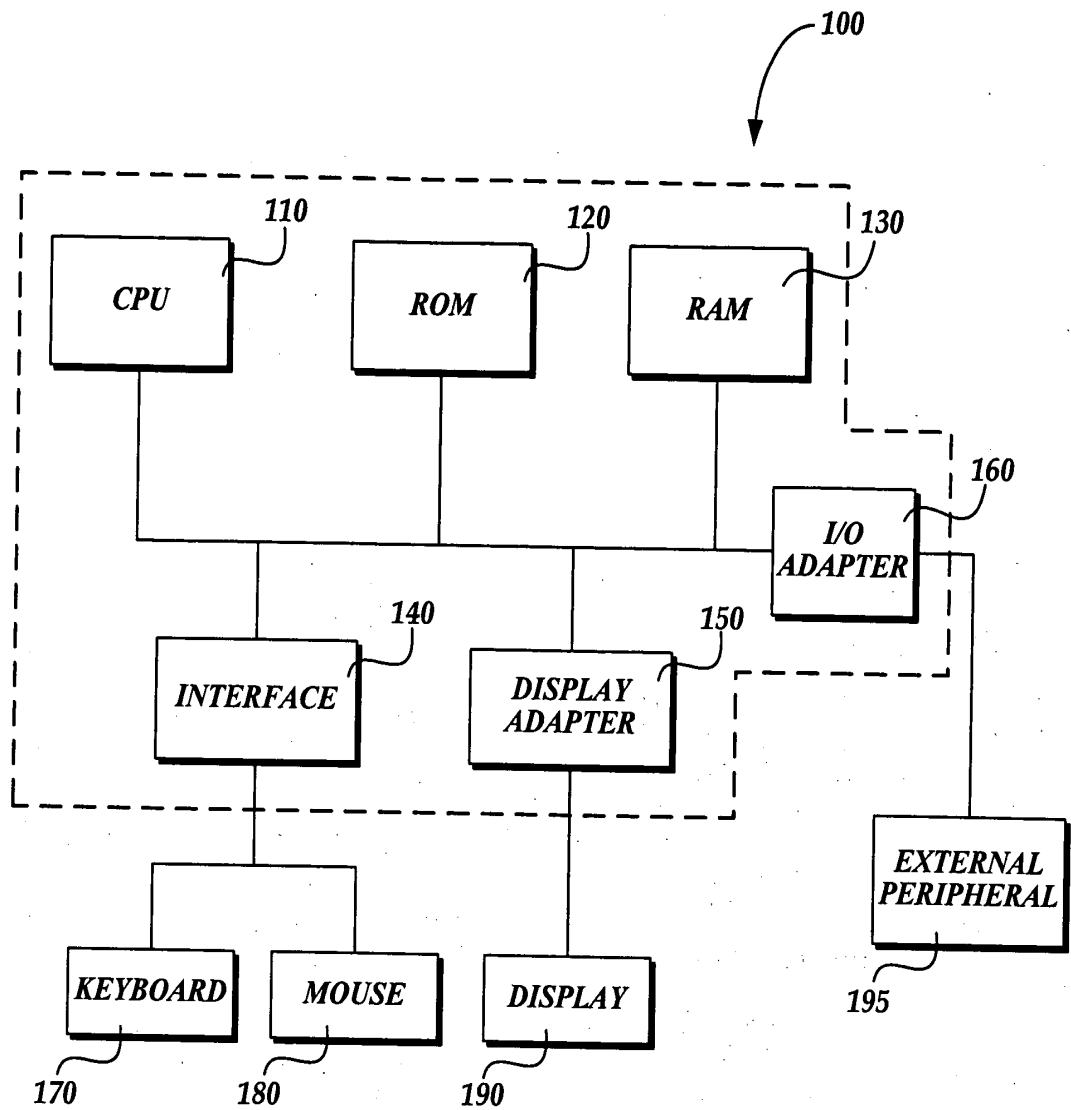 100
110
120
130
CPU
ROM
RAM
160
I/O
ADAPTER
140
150
INTERFACE
DISPLAY
ADAPTER
EXTERNAL
PERIPHERAL
KEYBOARD
MOUSE
DISPLAY
195
170
180
190